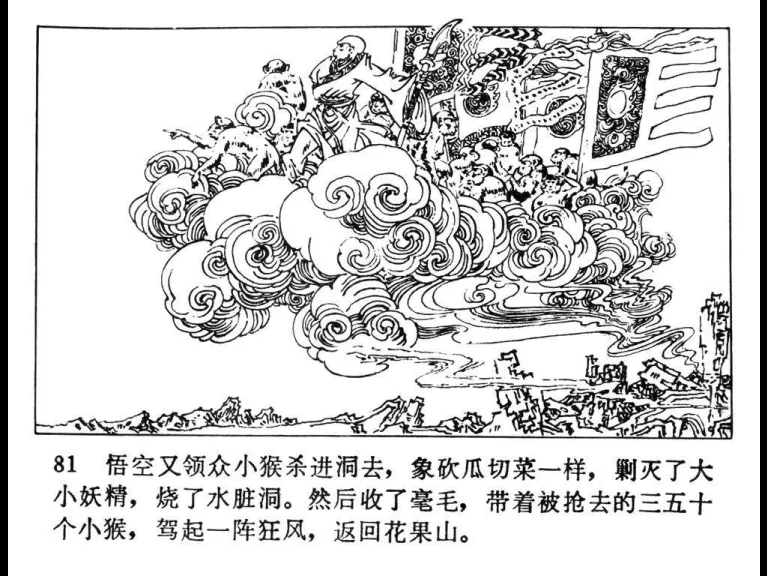 81 悟空又领众小猴杀进洞去，象砍瓜切菜一样，剿灭了大
小妖精，烧了水脏洞。然后收了毫毛，带着被抢去的三五十
个小猴，驾起一阵狂风，返回花果山。